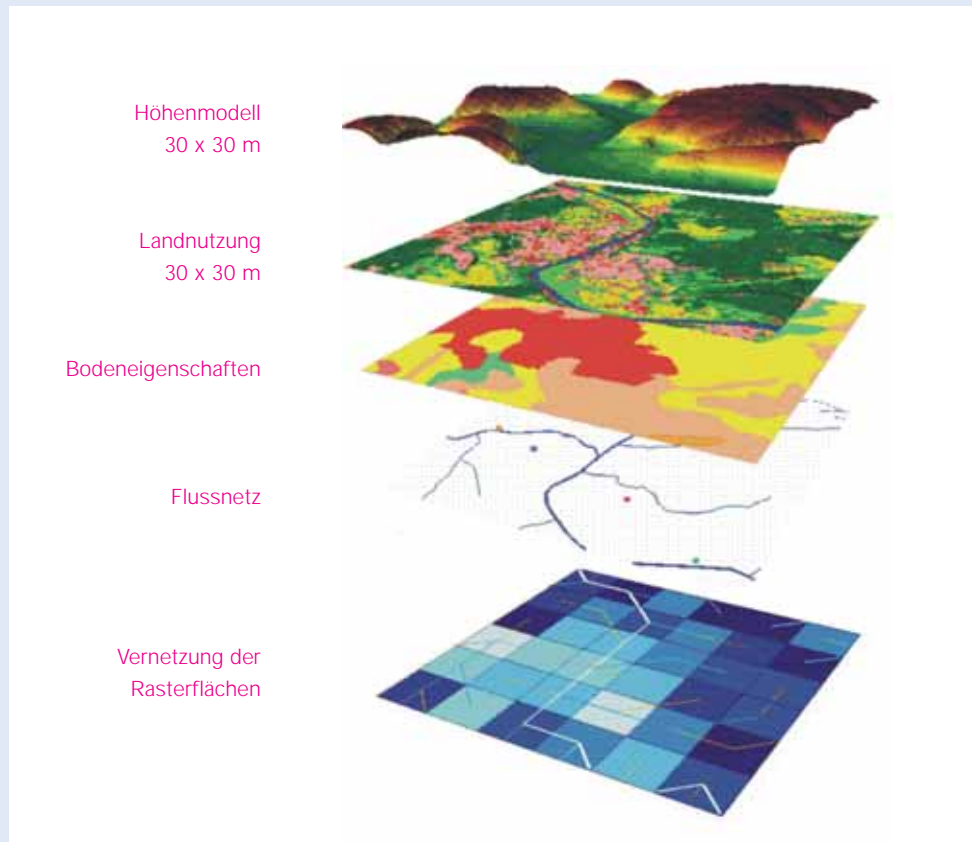 Höhenmodell
30 x 30 m
Landnutzung
30 x 30 m
Bodeneigenschaften
Flussnetz
Vernetzung der
Rasterflächen